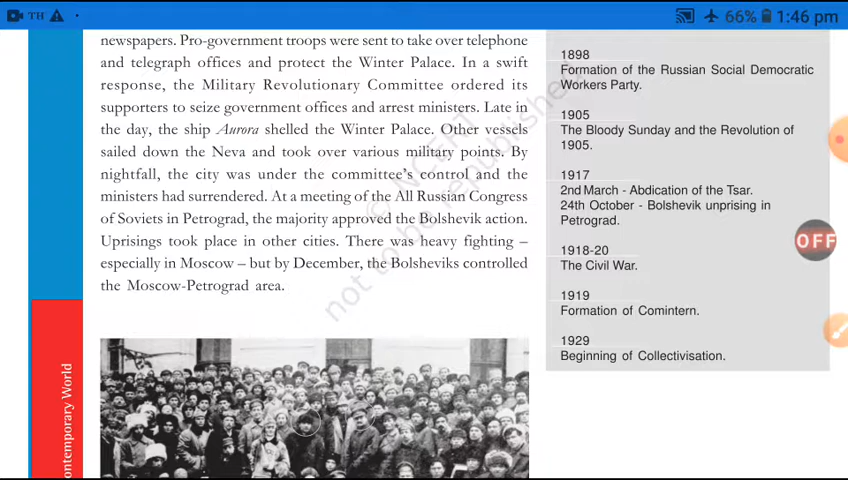 TH
66%
1:46 pm
newspapers. Pro-government troops were sent to take over telephone
and telegraph offices and protect the Winter Palace. In a swift
response, the Military Revolutionary Committee ordered its
supporters to seize government offices and arrest ministers. Late in
the day, the ship Aurora shelled the Winter Palace. Other vessels
sailed down the Neva and took over various military points. By
nightfall, the city was under the committee's control and the
ministers had surrendered. At a meeting of the All Russian Congress
of Soviets in Petrograd, the majority approved the Bolshevik action.
Uprisings took place in other cities. There was heavy fighting –
especially in Moscow – but by December, the Bolsheviks controlled
the Moscow-Petrograd area.
© NCERT
not to be republished
1898
Formation of the Russian Social Democratic
Workers Party.
1905
The Bloody Sunday and the Revolution of
1905.
1917
2nd March - Abdication of the Tsar.
24th October - Bolshevik unprising in
Petrograd.
1918-20
The Civil War.
1919
Formation of Comintern.
1929
Beginning of Collectivisation.
OFF
ontemporary World